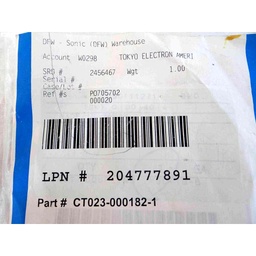 DFW - Sonic (DFW) Warehouse
Account W0298 TOKYO ELECTRON AMERI
SRS # 2456467 Wgt 1.00
Serial #
Code/Lot #
Ref #s PO705702
000020
LPN # 204777891
Part # CT023-000182-1